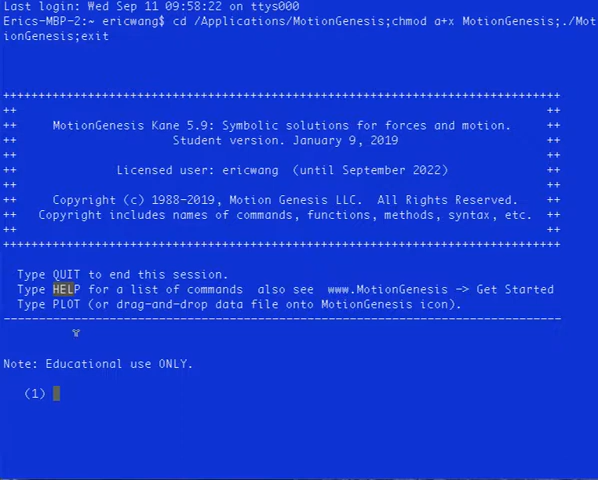 Last login: Wed Sep 11 09:58:22 on ttys000
Erics-MBP-2:~ ericwang$ cd /Applications/MotionGenesis;chmod a+x MotionGenesis;./Mot
ionGenesis;exit
+++++++++++++++++++++++++++++++++++++++++++++++++++++++++++++++++++++++++++++
++ ++
++ MotionGenesis Kane 5.9: Symbolic solutions for forces and motion. ++
++ Student version. January 9, 2019 ++
++ ++
++ Licensed user: ericwang (until September 2022) ++
++ ++
++ Copyright (c) 1988-2019, Motion Genesis LLC. All Rights Reserved. ++
++ Copyright includes names of commands, functions, methods, syntax, etc. ++
++ ++
+++++++++++++++++++++++++++++++++++++++++++++++++++++++++++++++++++++++++++++
Type QUIT to end this session.
Type HELP for a list of commands also see www.MotionGenesis -> Get Started
Type PLOT (or drag-and-drop data file onto MotionGenesis icon).
-----------------------------------------------------------------------------
Note: Educational use ONLY.
(1)